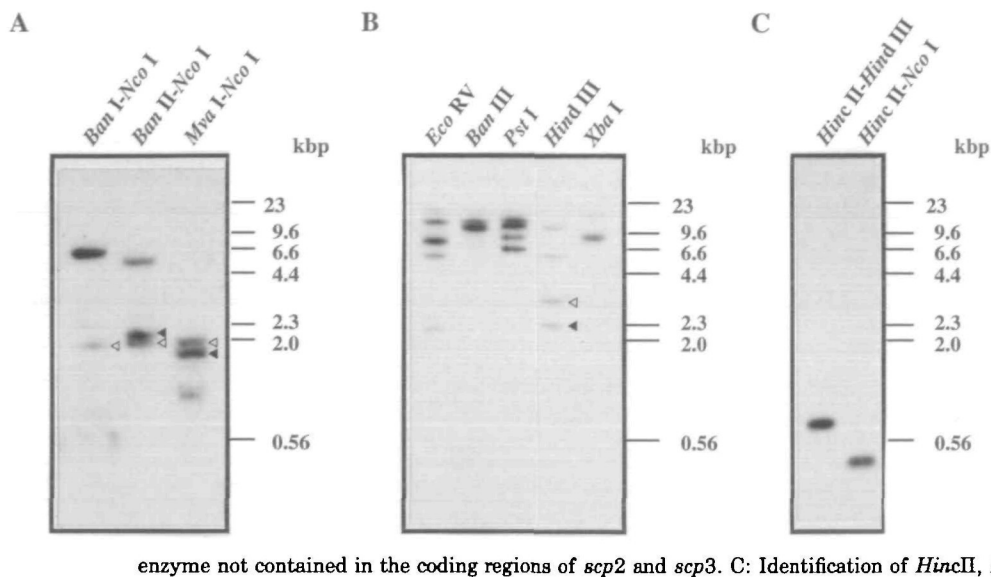 A
B
C
Ban I-Nco I
Ban II-Nco I
Mva I-Nco I
kbp
23
9.6
6.6
4.4
2.3
2.0
0.56
Eco RV
Ban III
Pst I
Hind III
Xba I
kbp
23
9.6
6.6
4.4
2.3
2.0
0.56
Hinc II-Hind III
Hinc II-Nco I
kbp
23
9.6
6.6
4.4
2.3
2.0
0.56
enzyme not contained in the coding regions of scp2 and scp3. C: Identification of HincII,